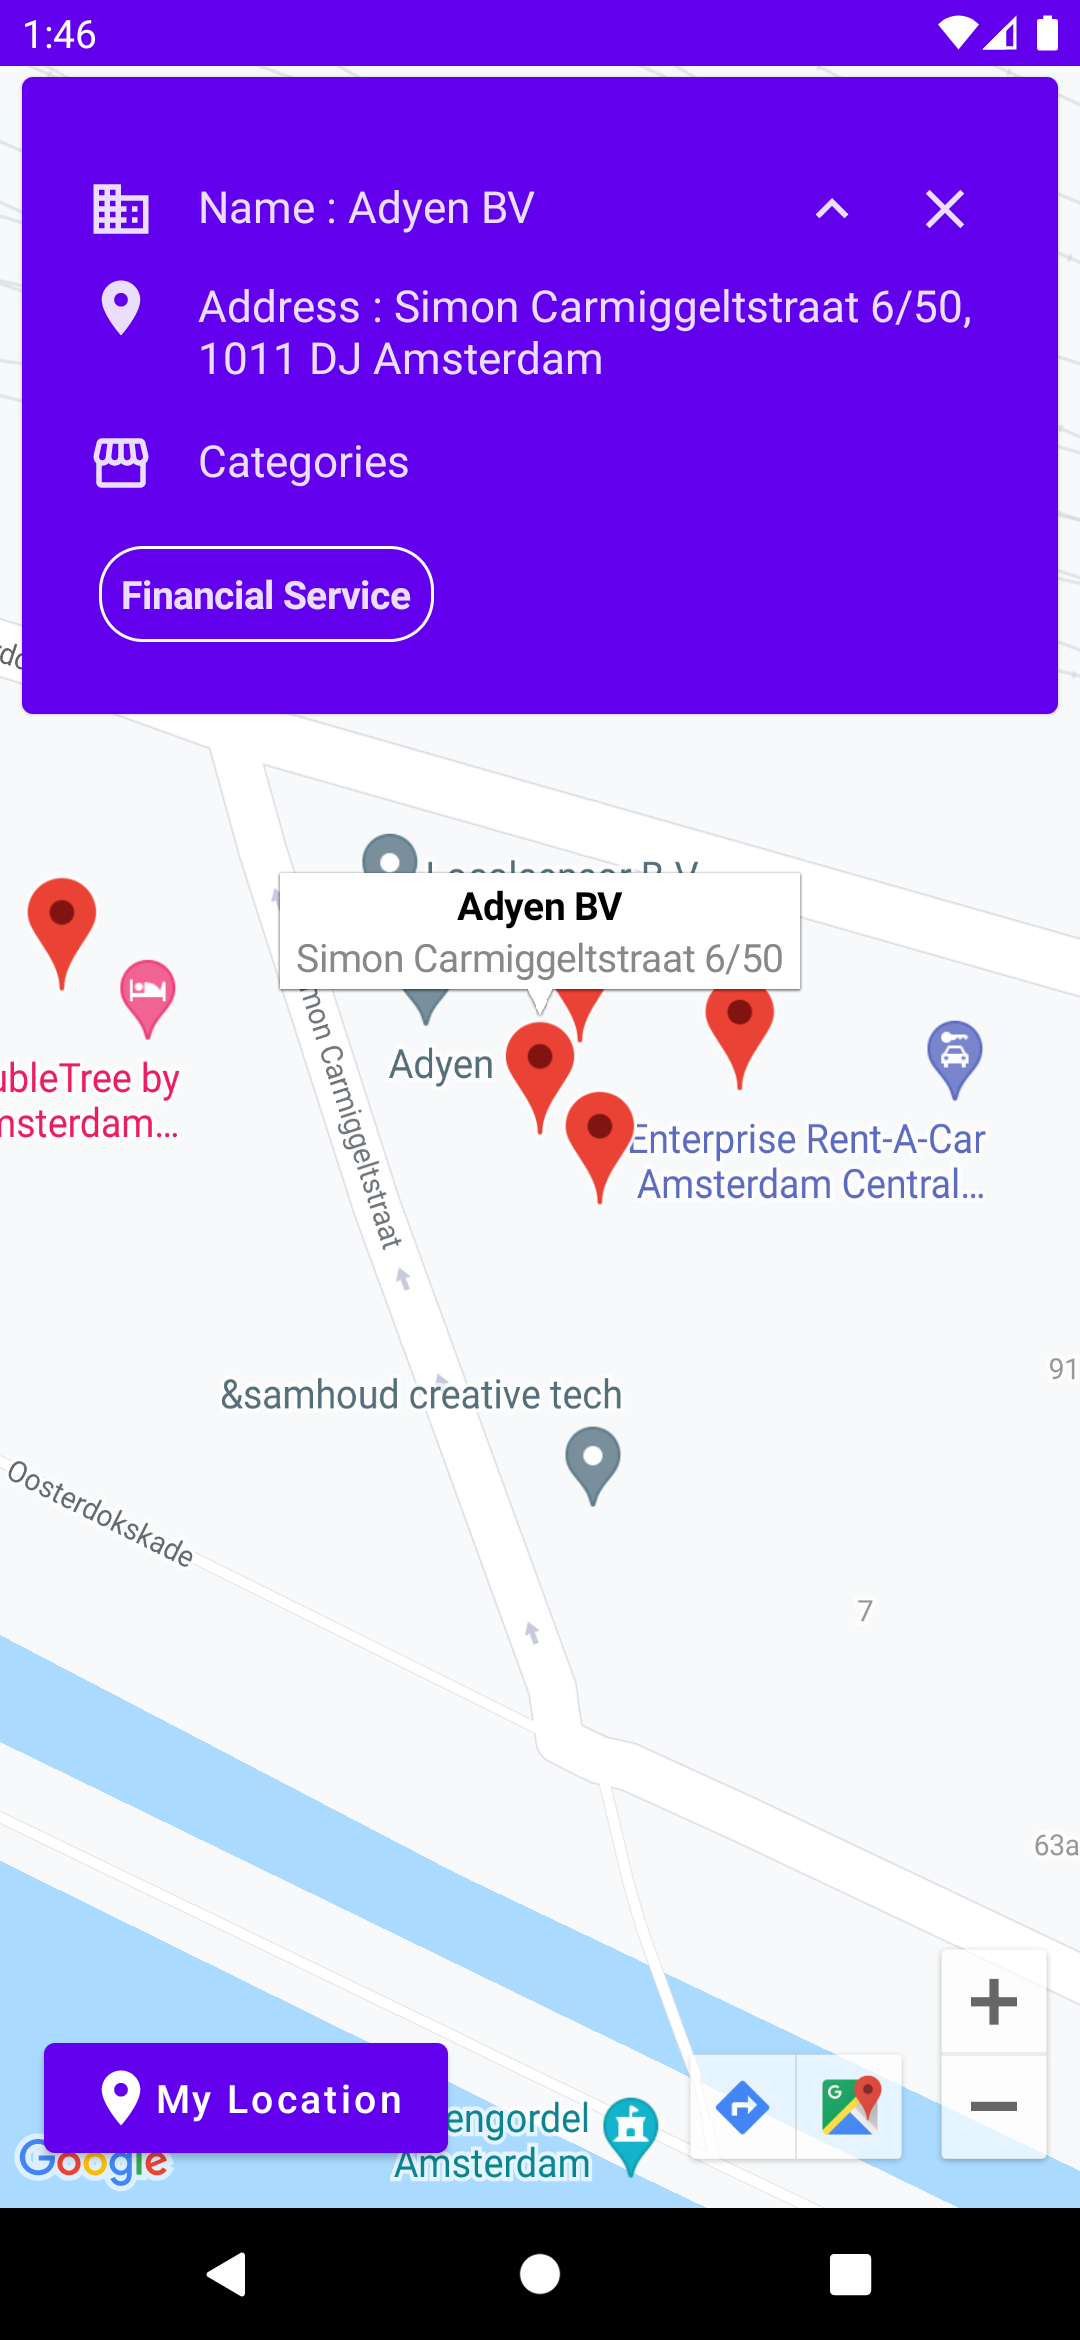 1:46
Name : Adyen BV
Address : Simon Carmiggeltstraat 6/50,
1011 DJ Amsterdam
Categories
Financial Service
Adyen BV
Simon Carmiggeltstraat 6/50
Adyen
ubleTree by
msterdam...
mon Carmiggeltstraat
Enterprise Rent-A-Car
Amsterdam Central...
91
&samhoud creative tech
Oosterdokskade
7
63a
My Location
engordel
Amsterdam
Google
G